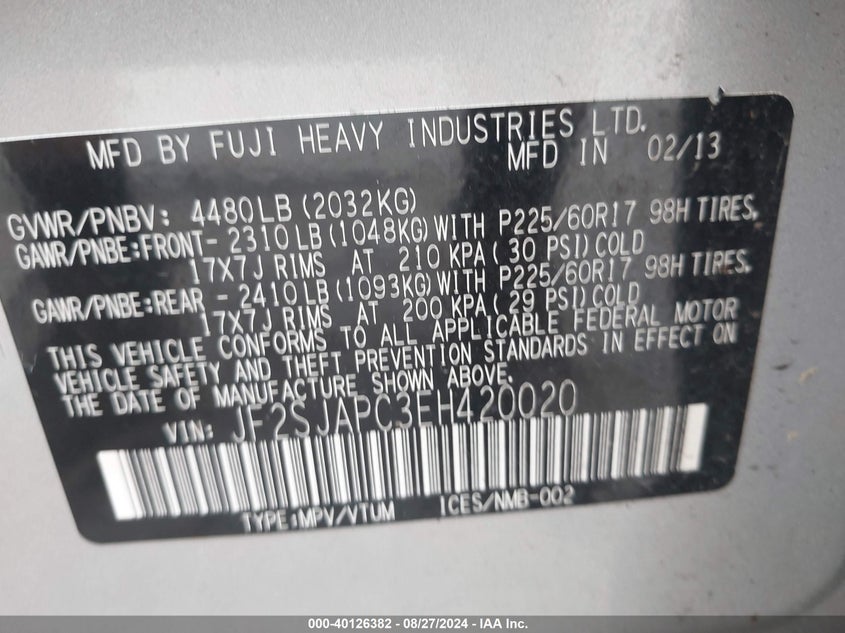 MFD BY FUJI HEAVY INDUSTRIES LTD.
MFD IN 02/13
GVWR/PNBV: 4480LB (2032KG)
GAWR/PNBE:FRONT- 2310LB (1048KG)WITH P225/60R17 98H TIRES,
17X7J RIMS AT 210 KPA( 30 PSI)COLD
GAWR/PNBE:REAR - 2410LB (1093KG)WITH P225/60R17 98H TIRES.
17X7J RIMS AT 200 KPA( 29 PSI)COLD
THIS VEHICLE CONFORMS TO ALL APPLICABLE FEDERAL MOTOR
VEHICLE SAFETY AND THEFT PREVENTION STANDARDS IN EFFECT ON
THE DATE OF MANUFACTURE SHOWN ABOVE.
VIN: JF2SJAPC3EH420020
TYPE:MPV/VTUM ICES/NMB-002
000-40126382 - 08/27/2024 - IAA Inc.